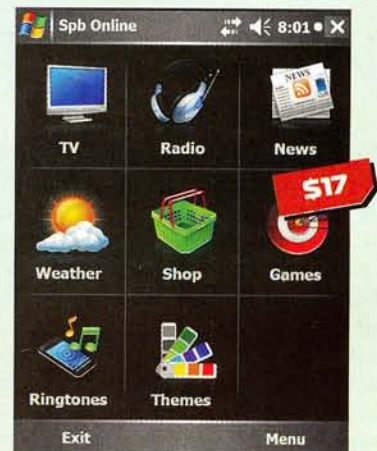 Spb Online 8:01
TV Radio News
NEWS
$17
Weather Shop Games
Ringtones Themes
Exit Menu